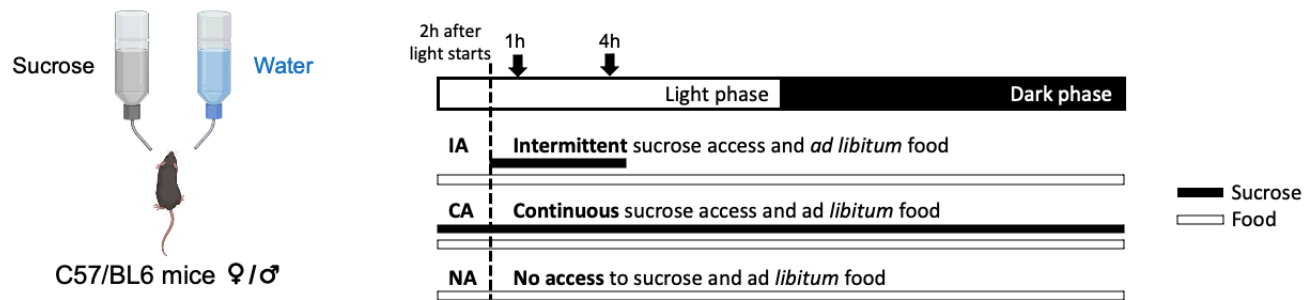 Sucrose
Water
C57/BL6 mice ♀/♂
2h after
light starts
1h
4h
Light phase
Dark phase
IA Intermittent sucrose access and ad libitum food
CA Continuous sucrose access and ad libitum food
NA No access to sucrose and ad libitum food
Sucrose
Food